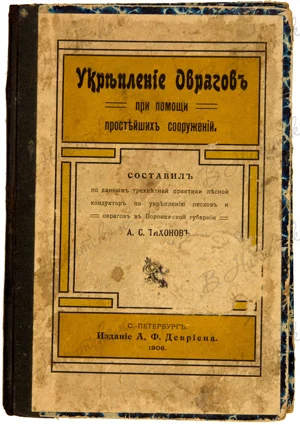 Укрѣпленіе Овраговъ
при помощи
простѣйшихъ сооруженій.
СОСТАВИЛЪ
по даннымъ трехлѣтней практики лѣсной
кондукторъ по укрѣпленію песковъ и
овраговъ въ Воронежской губерніи
А. С. ТИХОНОВЪ
С.-ПЕТЕРБУРГЪ.
Изданіе А. Ф. Девріена.
1906.